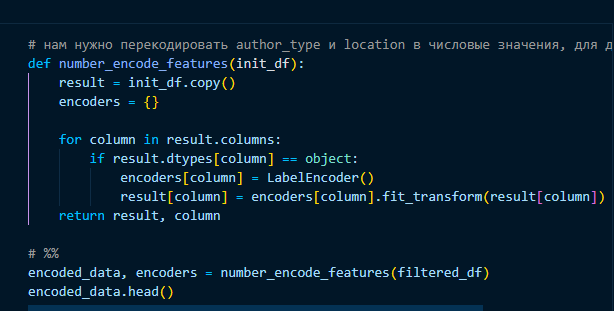 # нам нужно перекодировать author_type и location в числовые значения, для д
def number_encode_features(init_df):
    result = init_df.copy()
    encoders = {}
    for column in result.columns:
        if result.dtypes[column] == object:
            encoders[column] = LabelEncoder()
            result[column] = encoders[column].fit_transform(result[column])
    return result, column
# %%
encoded_data, encoders = number_encode_features(filtered_df)
encoded_data.head()